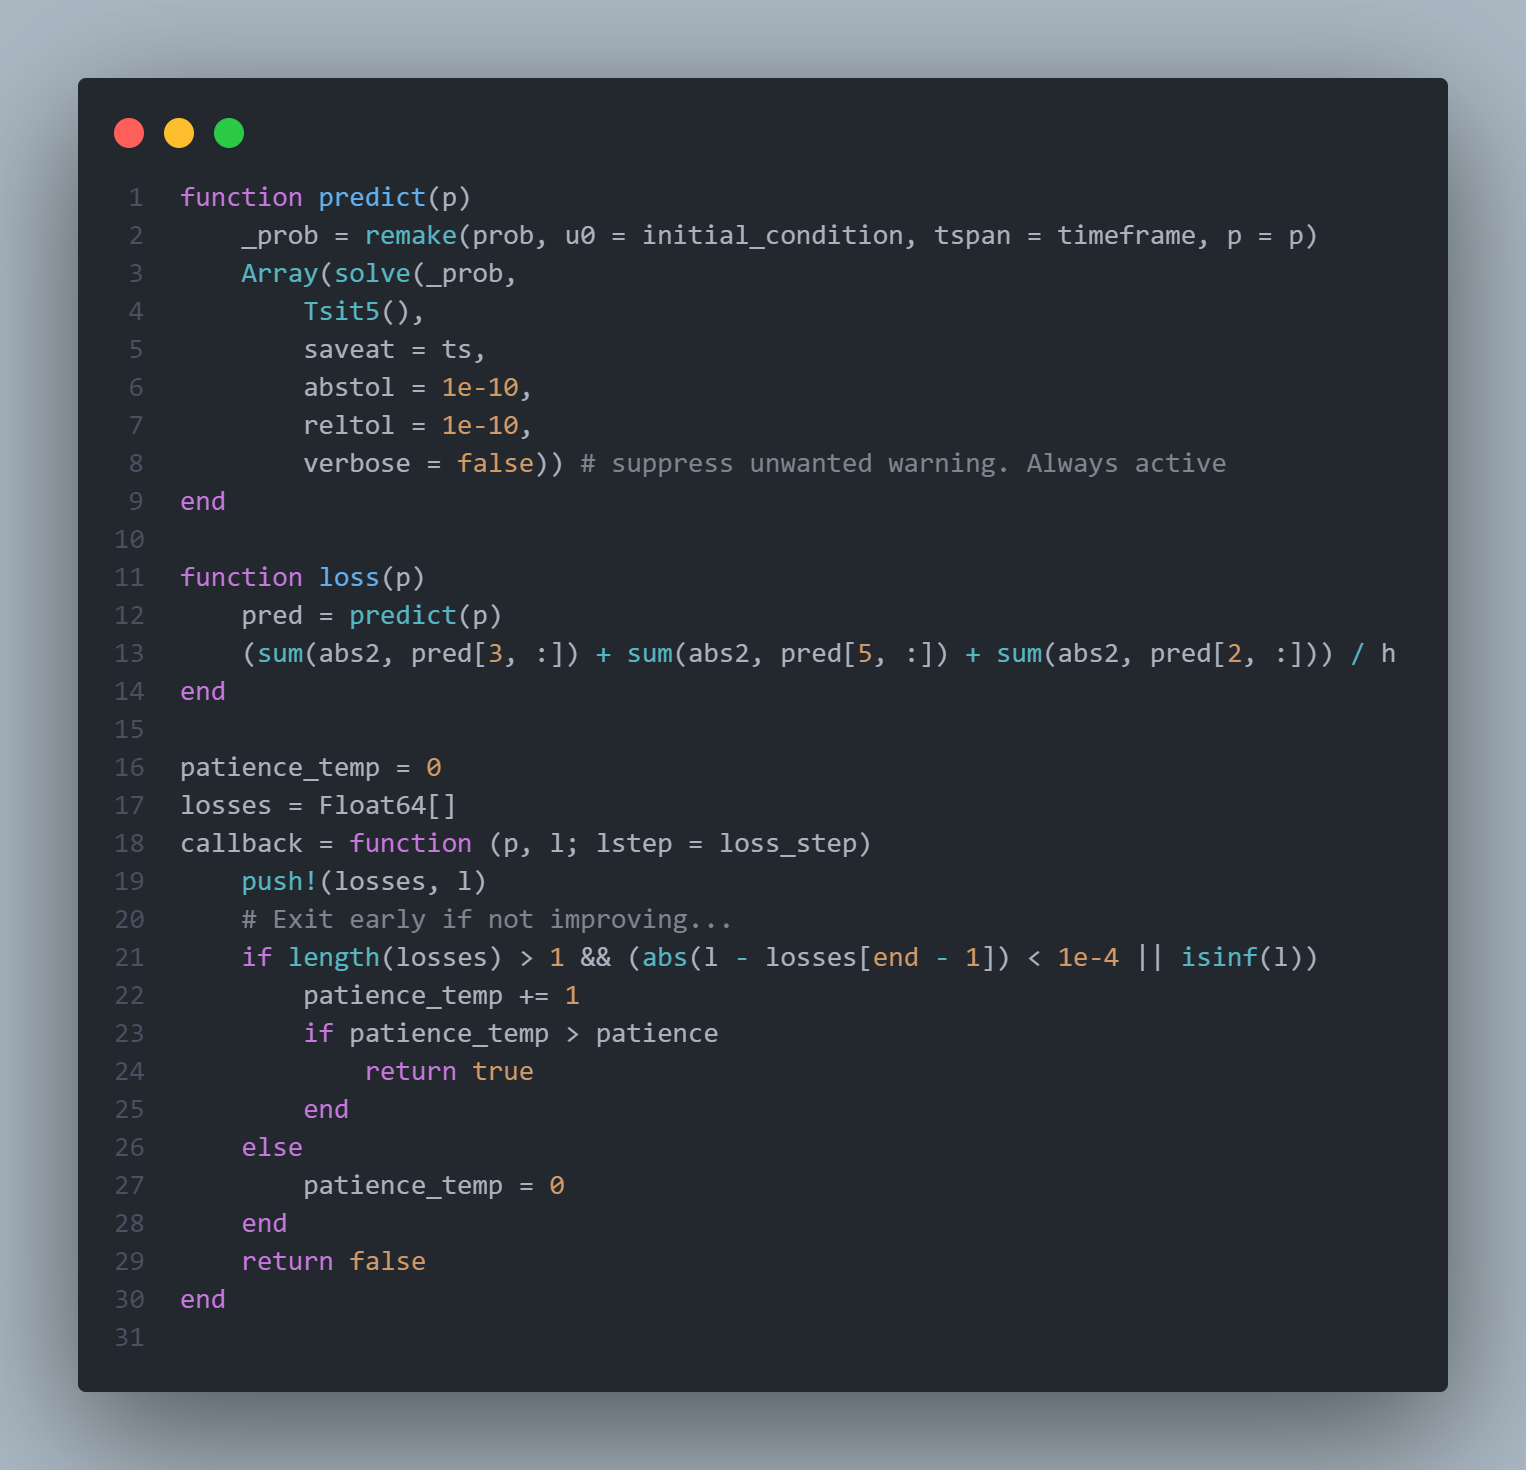 1 function predict(p)
2     _prob = remake(prob, u0 = initial_condition, tspan = timeframe, p = p)
3     Array(solve(_prob,
4         Tsit5(),
5         saveat = ts,
6         abstol = 1e-10,
7         reltol = 1e-10,
8         verbose = false)) # suppress unwanted warning. Always active
9 end
10
11 function loss(p)
12     pred = predict(p)
13     (sum(abs2, pred[3, :]) + sum(abs2, pred[5, :]) + sum(abs2, pred[2, :])) / h
14 end
15
16 patience_temp = 0
17 losses = Float64[]
18 callback = function (p, l; lstep = loss_step)
19     push!(losses, l)
20     # Exit early if not improving...
21     if length(losses) > 1 && (abs(l - losses[end - 1]) < 1e-4 || isinf(l))
22         patience_temp += 1
23         if patience_temp > patience
24             return true
25         end
26     else
27         patience_temp = 0
28     end
29     return false
30 end
31